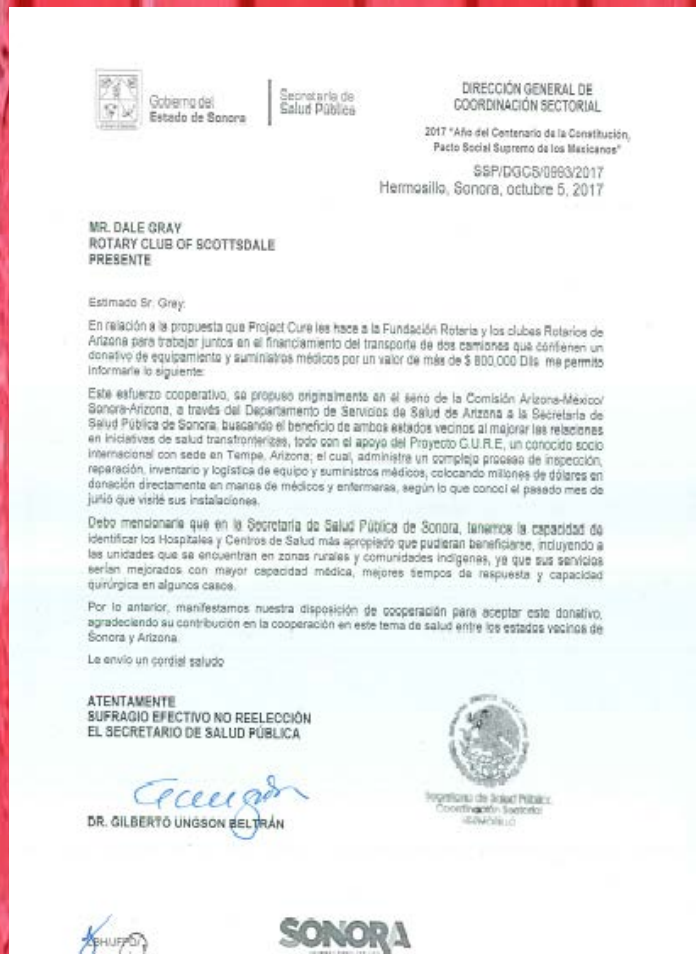 Gobierno del
Estado de Sonora
Secretaría de
Salud Pública
DIRECCIÓN GENERAL DE
COORDINACIÓN SECTORIAL
2017 "Año del Centenario de la Constitución,
Pacto Social Supremo de los Mexicanos"
SSP/DGCS/0993/2017
Hermosillo, Sonora, octubre 5, 2017
MR. DALE GRAY
ROTARY CLUB OF SCOTTSDALE
PRESENTE
Estimado Sr. Gray:
En relación a la propuesta que Project Cure les hace a la Fundación Rotaria y los clubes Rotarios de
Arizona para trabajar juntos en el financiamiento del transporte de dos camiones que contienen un
donativo de equipamiento y suministros médicos por un valor de más de $ 800,000 Dlls me permito
informarle lo siguiente:
Este esfuerzo cooperativo, se propuso originalmente en el seno de la Comisión Arizona-México/
Sonora-Arizona, a través del Departamento de Servicios de Salud de Arizona a la Secretaría de
Salud Pública de Sonora, buscando el beneficio de ambos estados vecinos al mejorar las relaciones
en iniciativas de salud transfronterizas, todo con el apoyo del Proyecto C.U.R.E, un conocido socio
internacional con sede en Tempe, Arizona; el cual, administra un complejo proceso de inspección,
reparación, inventario y logística de equipo y suministros médicos, colocando millones de dólares en
donación directamente en manos de médicos y enfermeras, según lo que conocí el pasado mes de
junio que visité sus instalaciones.
Debo mencionarle que en la Secretaría de Salud Pública de Sonora, tenemos la capacidad de
identificar los Hospitales y Centros de Salud más apropiado que pudieran beneficiarse, incluyendo a
las unidades que se encuentran en zonas rurales y comunidades indígenas, ya que sus servicios
serían mejorados con mayor capacidad médica, mejores tiempos de respuesta y capacidad
quirúrgica en algunos casos.
Por lo anterior, manifestamos nuestra disposición de cooperación para aceptar este donativo,
agradeciendo su contribución en la cooperación en este tema de salud entre los estados vecinos de
Sonora y Arizona.
Le envío un cordial saludo
ATENTAMENTE
SUFRAGIO EFECTIVO NO REELECCIÓN
EL SECRETARIO DE SALUD PÚBLICA
DR. GILBERTO UNGSON BELTRÁN
Secretaría de Salud Pública
Coordinación Sectorial
HERMOSILLO
SONORA